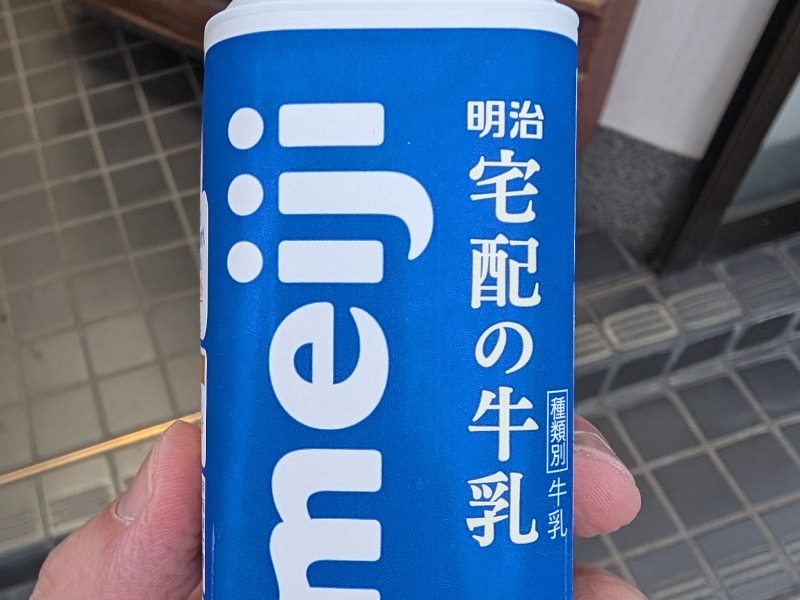 明治
宅配の牛乳
種類別 牛乳
meiji